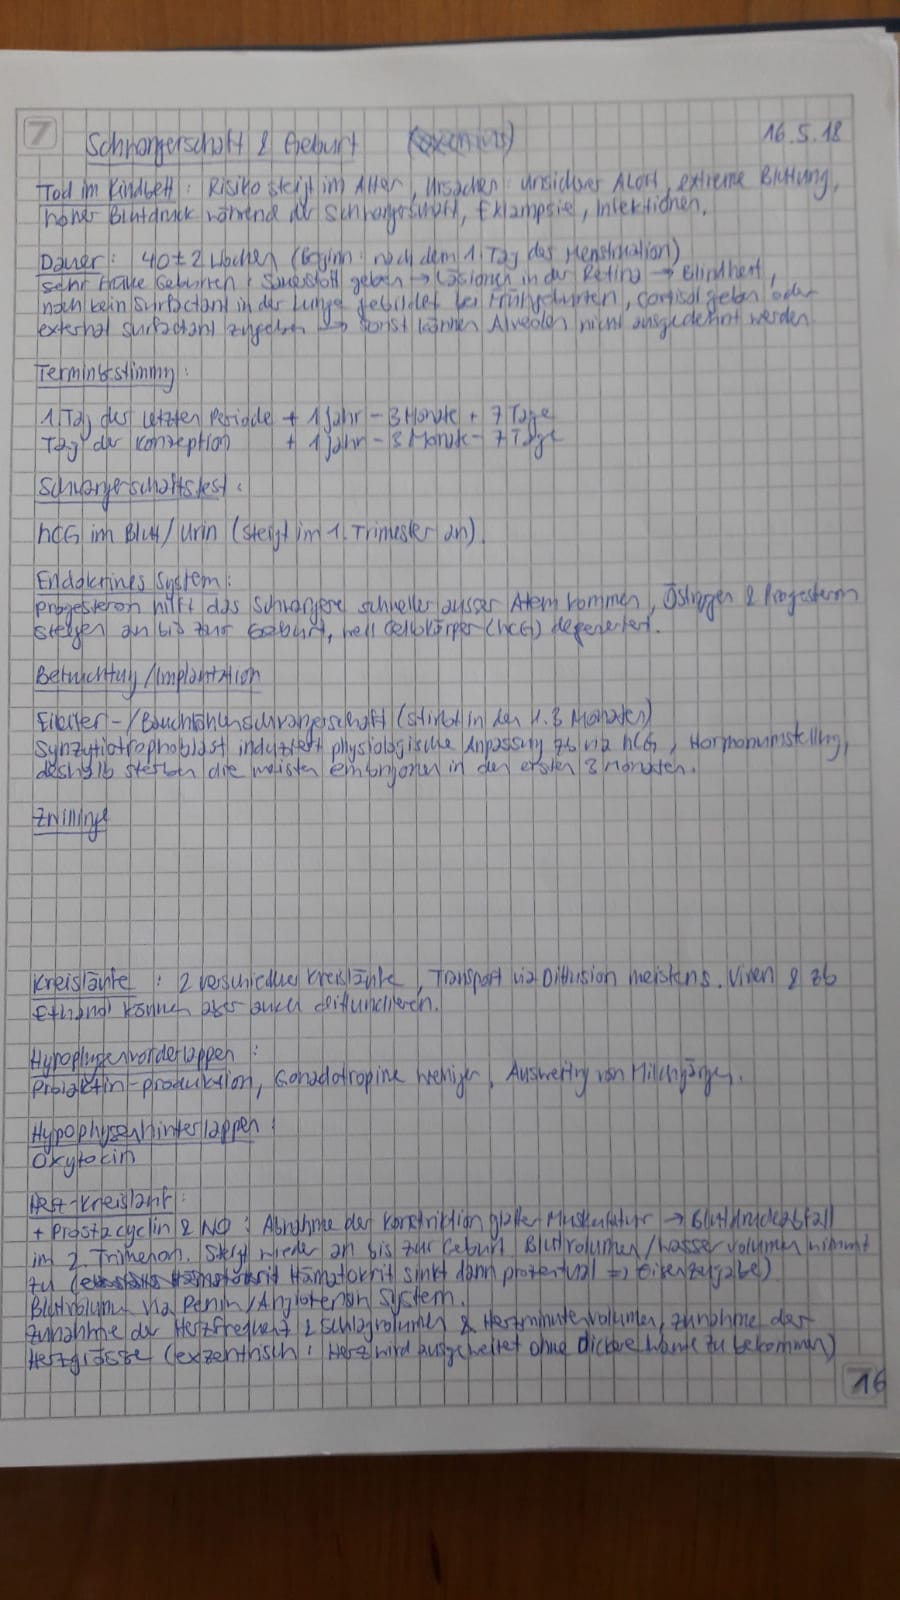 7 Schwangerschaft & Geburt 16.5.18
Tod im Kindbett: Risiko steigt im Alter, Ursachen: unsicherer Abort, extreme Blutung,
hoher Blutdruck während der Schwangerschaft, Eklampsie, Infektionen.
Dauer: 40 ± 2 Wochen (Beginn: nach dem 1. Tag des Menstruation)
sehr frühe Geburten: Sauerstoff geben → Läsionen in der Retina → Blindheit,
noch kein Surfactant in der Lunge gebildet bei Frühgeburten, Cortisol geben oder
external Surfactant zugeben → sonst können Alveolen nicht ausgedehnt werden
Terminbestimmg:
1. Tag der letzten Periode + 1 Jahr - 3 Monate + 7 Tage
Tag der Konzeption + 1 Jahr - 3 Monate - 7 Tage
Schwangerschaftstest:
hCG im Blut / Urin (steigt im 1. Trimester an).
Endokrines System:
Progesteron hilft das Schwangere schneller ausser Atem kommen, Östrogen & Progesteron
steigen an bis zur Geburt, weil Gelbkörper (hCG) degeneriert.
Befruchtung / Implantation
Eileiter-/Bauchhöhlenschwangerschaft (stirbt in den 3 Monaten)
Synzytiotrophoblast induziert physiologische Anpassung zb via hCG, Hormonumstellung,
deshalb sterben die meisten embryonen in den ersten 3 Monaten.
Zwillinge
Kreisläufe: 2 verschiedene Kreisläufe, Transport via Diffusion meistens. Viren & zb
Ethanol können aber auch
Hypophysenvorderlappen:
Prolaktin-produktion, Gonadotropine weniger, Ausweitung von Milchgängen.
Hypophysenhinterlappen:
Oxytocin
-Kreislauf:
+ Prostacyclin & NO: Abnahme der Konstriktion glatter Muskulatur → Blutdruckabfall
im 2. Trimenon. Steigt wieder an bis zur Geburt Blutvolumen/Wasservolumen nimmt
zu ( Hämatokrit sinkt dann prozentual => Eisenzugabe)
Blutvolumen via Renin/Angiotensin System.
Zunahme der Herzfrequenz & Schlagvolumen & Herzminutenvolumen, Zunahme der
Herzgrösse (exzentrisch: Herz wird ausgeweitet ohne dickere Wände zu bekommen)
16